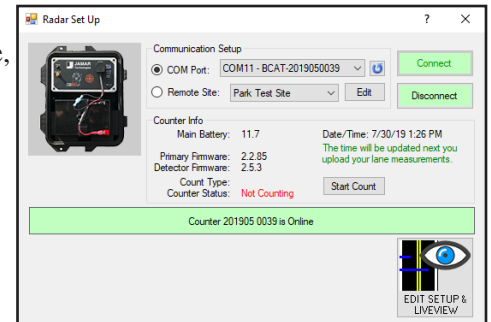 Radar Set Up
?
JAMAR
Communication Setup
COM Port:
COM11 - BCAT-2019050039
Connect
Remote Site:
Park Test Site
Edit
Disconnect
Counter Info
Main Battery: 11.7
Date/Time: 7/30/19 1:26 PM
The time will be
updated next you
upload your lane
measurements.
Primary Firmware: 2.2.85
Detector Firmware: 2.5.3
Count Type:
Counter Status: Not Counting
Start Count
Counter 201905 0039 is Online
EDIT SETUP &
LIVEVIEW